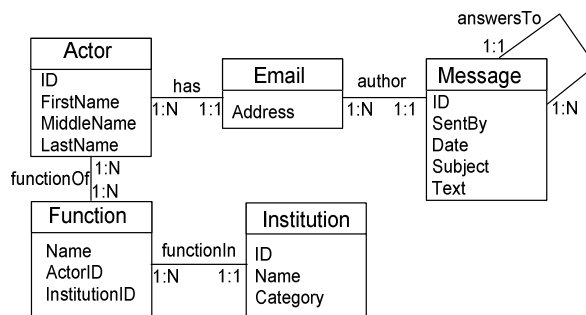 answersTo
1:1
1:N
Actor
ID
FirstName
MiddleName
LastName
has
1:N
1:1
Email
Address
author
1:N
1:1
Message
ID
SentBy
Date
Subject
Text
1:N
functionOf
1:N
Function
Name
ActorID
InstitutionID
functionIn
1:N
1:1
Institution
ID
Name
Category